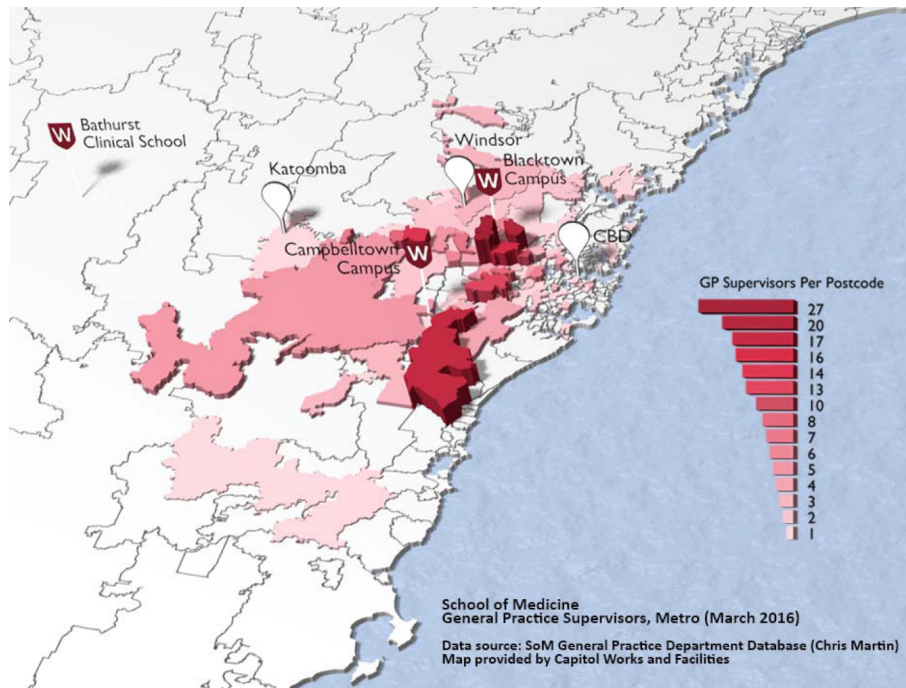 W Bathurst
Clinical School
Katoomba
Windsor
W Blacktown
Campus
Campbelltown
Campus
W
CBD
GP Supervisors Per Postcode
27
20
17
16
14
13
10
8
7
6
5
4
3
2
1
School of Medicine
General Practice Supervisors, Metro (March 2016)
Data source: SoM General Practice Department Database (Chris Martin)
Map provided by Capitol Works and Facilities